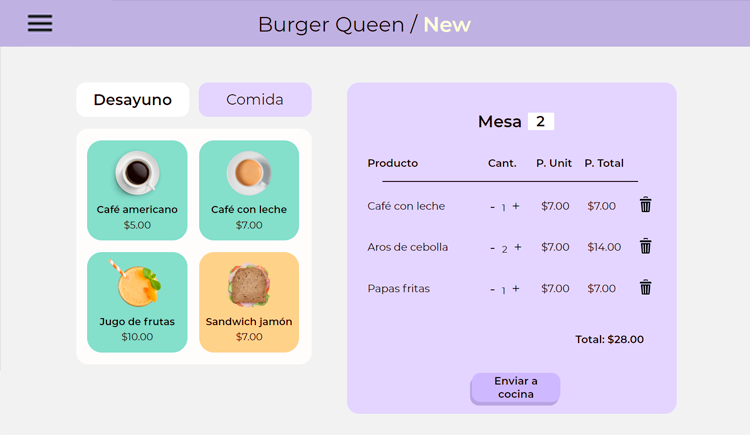 Burger Queen / New
Desayuno
Comida
Café americano
$5.00
Café con leche
$7.00
Jugo de frutas
$10.00
Sandwich jamón
$7.00
Mesa 2
Producto Cant. P. Unit P. Total
Café con leche - 1 + $7.00 $7.00
Aros de cebolla - 2 + $7.00 $14.00
Papas fritas - 1 + $7.00 $7.00
Total: $28.00
Enviar a
cocina